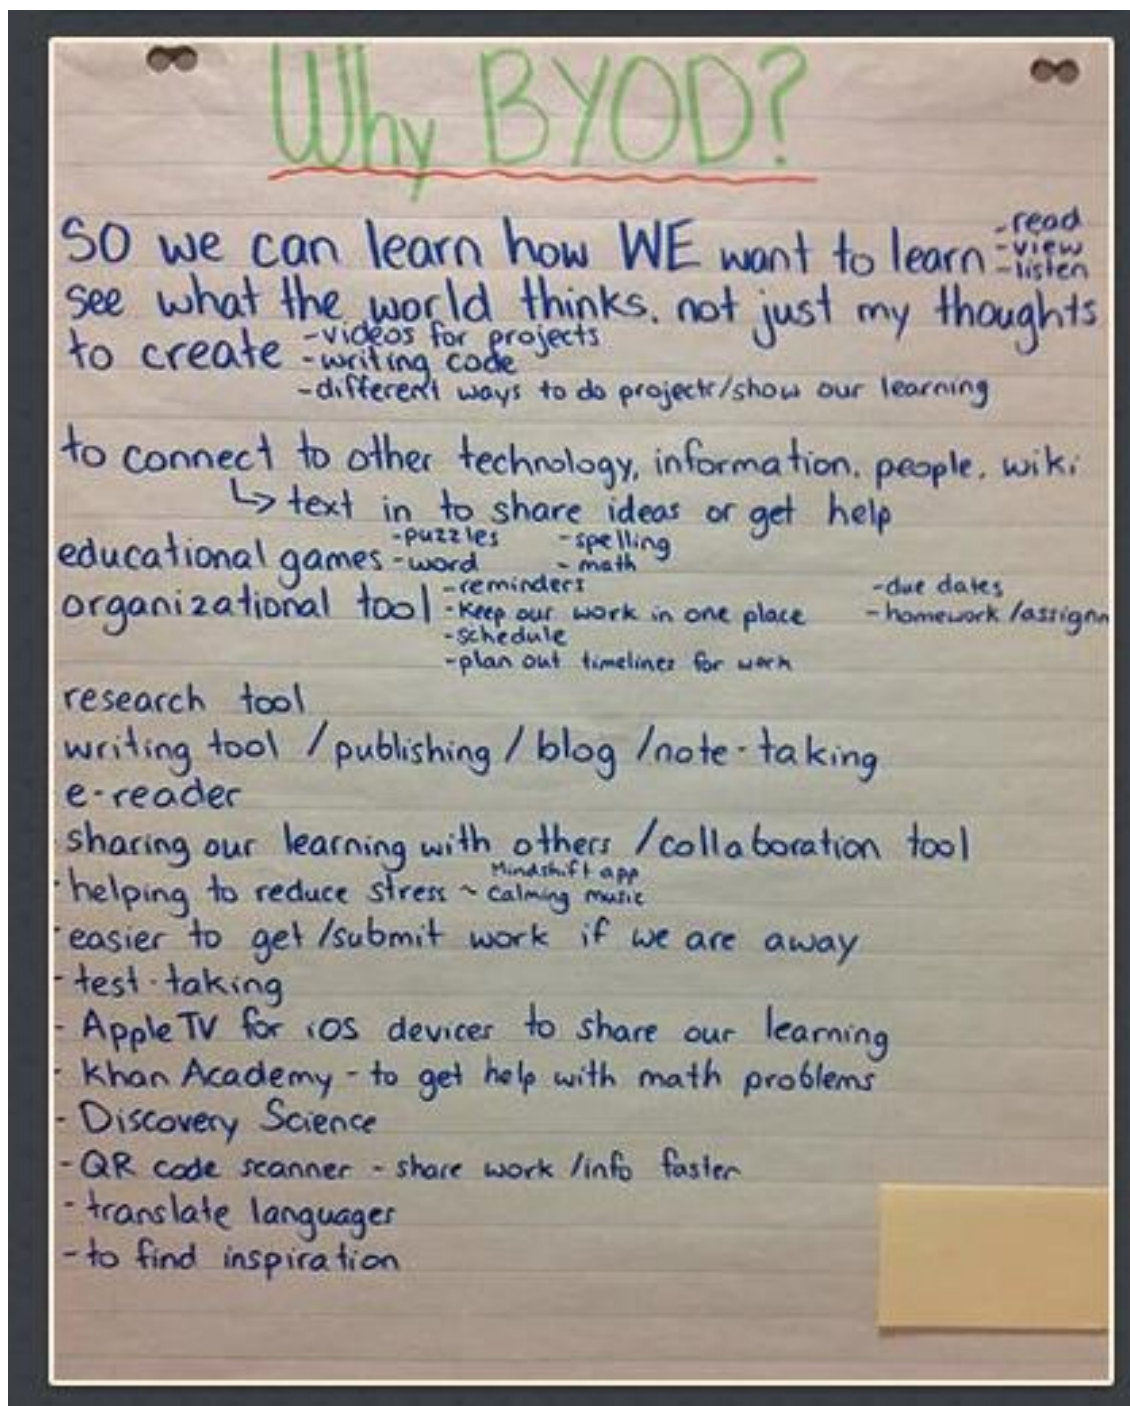 Why BYOD?
SO we can learn how WE want to learn -read
-view
-listen
see what the world thinks, not just my thoughts
to create -videos for projects
-writing code
-different ways to do projects/show our learning
to connect to other technology, information, people, wiki
↳ text in to share ideas or get help
educational games -puzzles -spelling
-word - math
organizational tool -reminders -due dates
-Keep our work in one place -homework/assignm
-schedule
-plan out timelines for work
research tool
writing tool / publishing / blog /note-taking
e-reader
sharing our learning with others /collaboration tool
·helping to reduce stress ~ Mindshift app
Calming music
·easier to get/submit work if we are away
- test-taking
- Apple TV for iOS devices to share our learning
- Khan Academy - to get help with math problems
- Discovery Science
- QR code scanner - share work /info faster
- translate languages
- to find inspiration